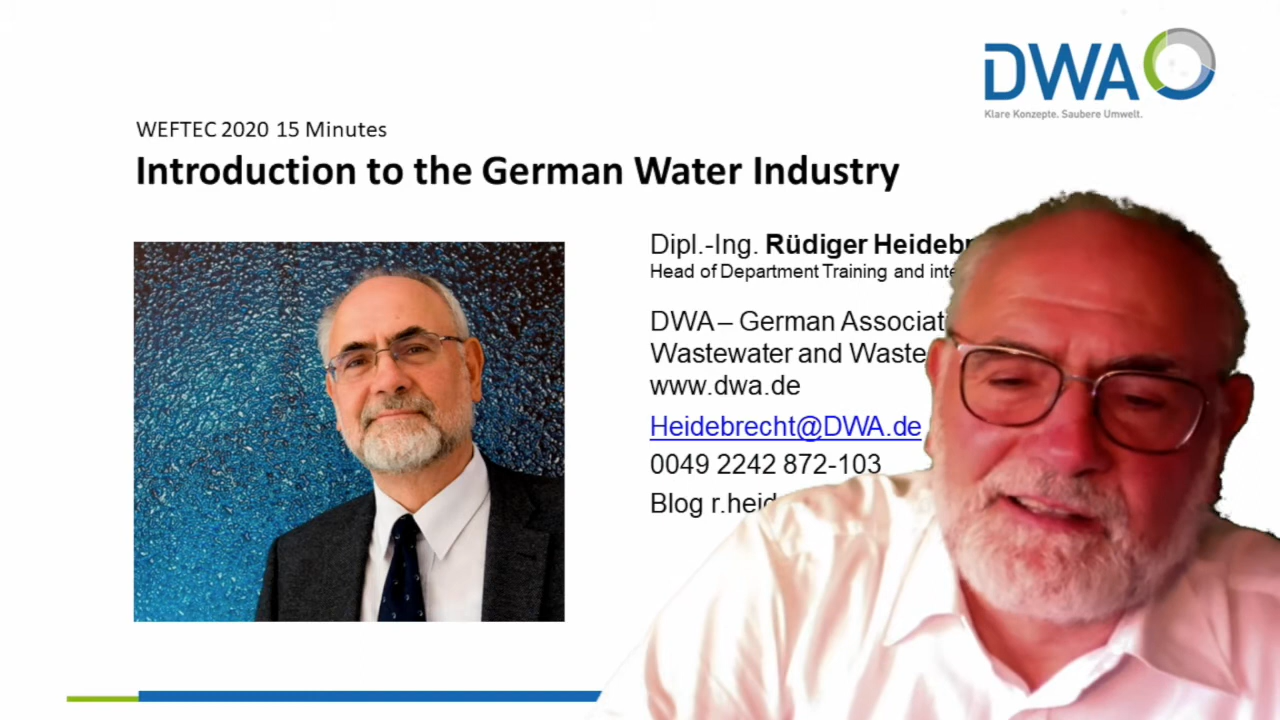 DWA
Klare Konzepte. Saubere Umwelt.
WEFTEC 2020 15 Minutes
Introduction to the German Water Industry
Dipl.-Ing. Rüdiger
Head of Department Training and
DWA – German
Wastewater and
www.dwa.de
Heidebrecht@DWA.de
0049 2242 872-103
Blog